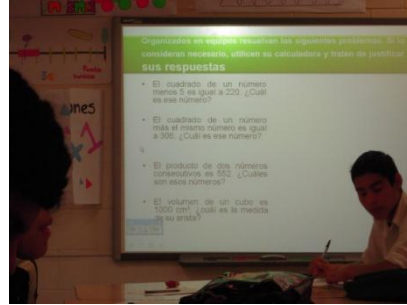 Organizados en equipos resuelvan los siguientes problemas. Si lo
consideran necesario, utilicen su calculadora y traten de justificar
sus respuestas
• El cuadrado de un número
menos 5 es igual a 220. ¿Cuál
es ese número?
• El cuadrado de un número
más el mismo número es igual
a 306. ¿Cuál es ese número?
• El producto de dos números
consecutivos es 552. ¿Cuáles
son esos números?
• El volumen de un cubo es
1000 cm³. ¿cuál es la medida
de su arista?
unes